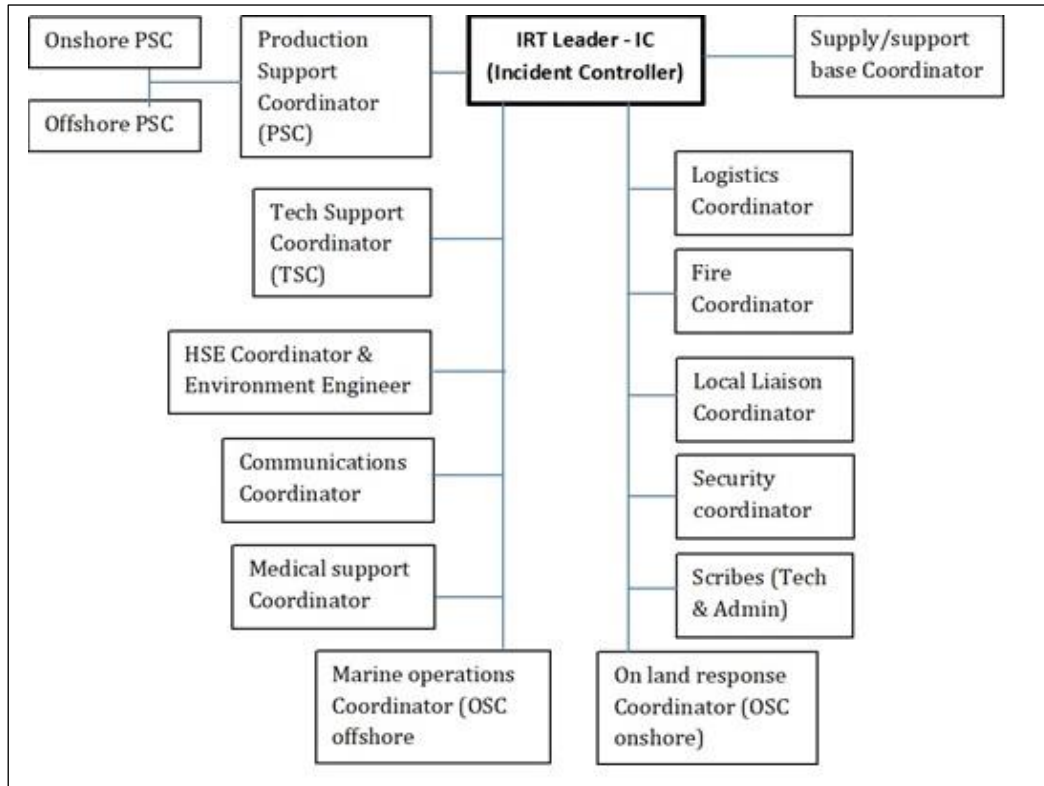 Onshore PSC
Offshore PSC
Production
Support
Coordinator
(PSC)
IRT Leader - IC
(Incident Controller)
Supply/support
base Coordinator
Tech Support
Coordinator
(TSC)
HSE Coordinator &
Environment Engineer
Communications
Coordinator
Medical support
Coordinator
Marine operations
Coordinator (OSC
offshore
Logistics
Coordinator
Fire
Coordinator
Local Liaison
Coordinator
Security
coordinator
Scribes (Tech
& Admin)
On land response
Coordinator (OSC
onshore)